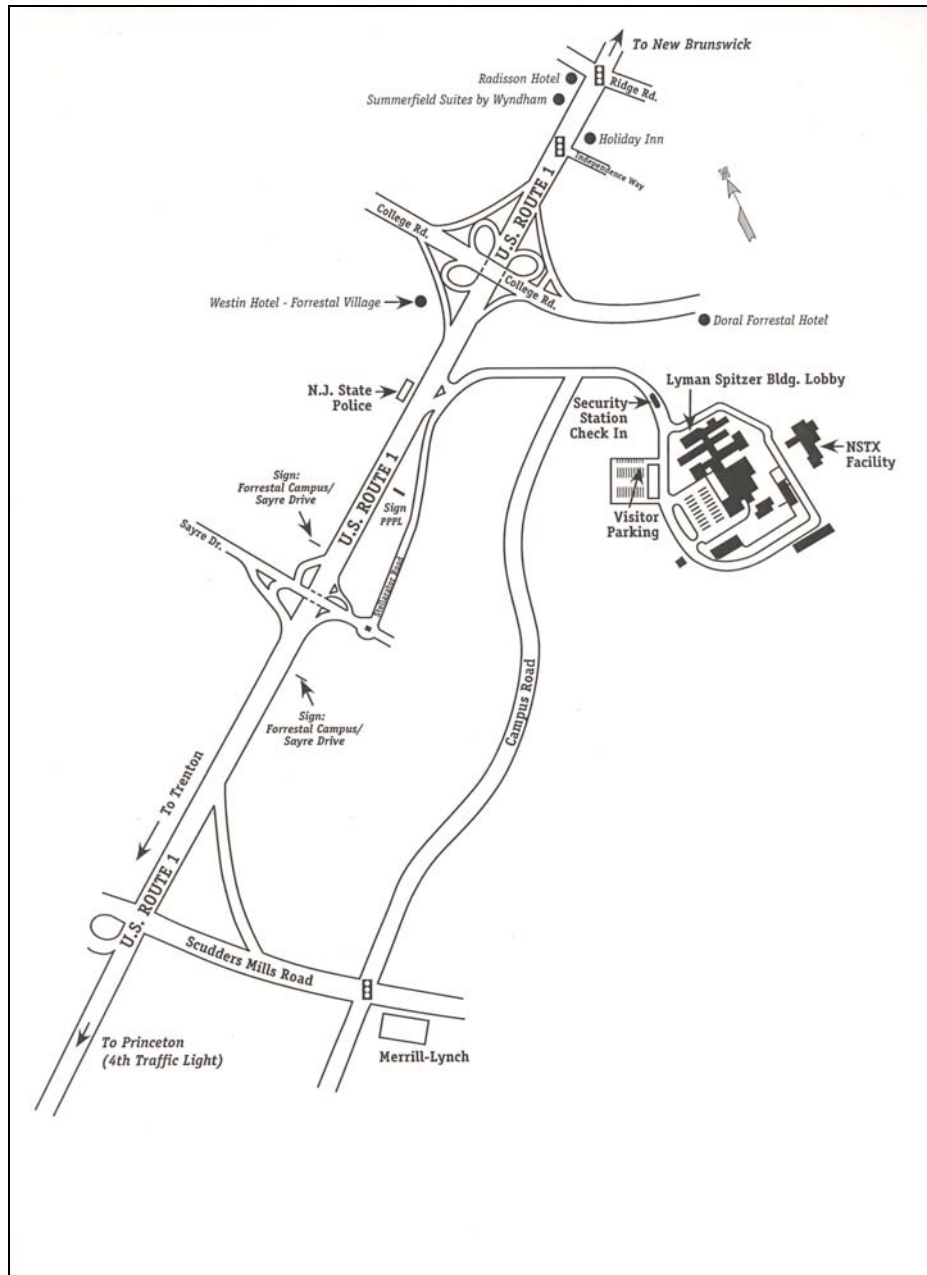 To New Brunswick
Radisson Hotel
Ridge Rd.
Summerfield Suites by Wyndham
Holiday Inn
Independence Way
U.S. ROUTE 1
College Rd.
College Rd.
Westin Hotel - Forrestal Village
Doral Forrestal Hotel
N.J. State
Police
Lyman Spitzer Bldg. Lobby
Security
Station
Check In
NSTX
Facility
Visitor
Parking
U.S. ROUTE 1
Sign:
Forrestal Campus/
Sayre Drive
Sign
PPPL
Sayre Dr.
Road
Campus Road
Sign:
Forrestal Campus/
Sayre Drive
To Trenton
U.S. ROUTE 1
Scudders Mills Road
To Princeton
(4th Traffic Light)
Merrill-Lynch